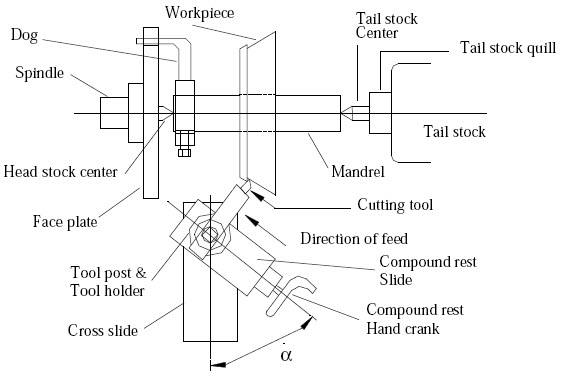 Workpiece
Tail stock
Center
Dog
Tail stock quill
Spindle
Tail stock
Head stock center
Mandrel
Cutting tool
Face plate
Direction of feed
Compound rest
Slide
Tool post &
Tool holder
Compound rest
Hand crank
Cross slide
α